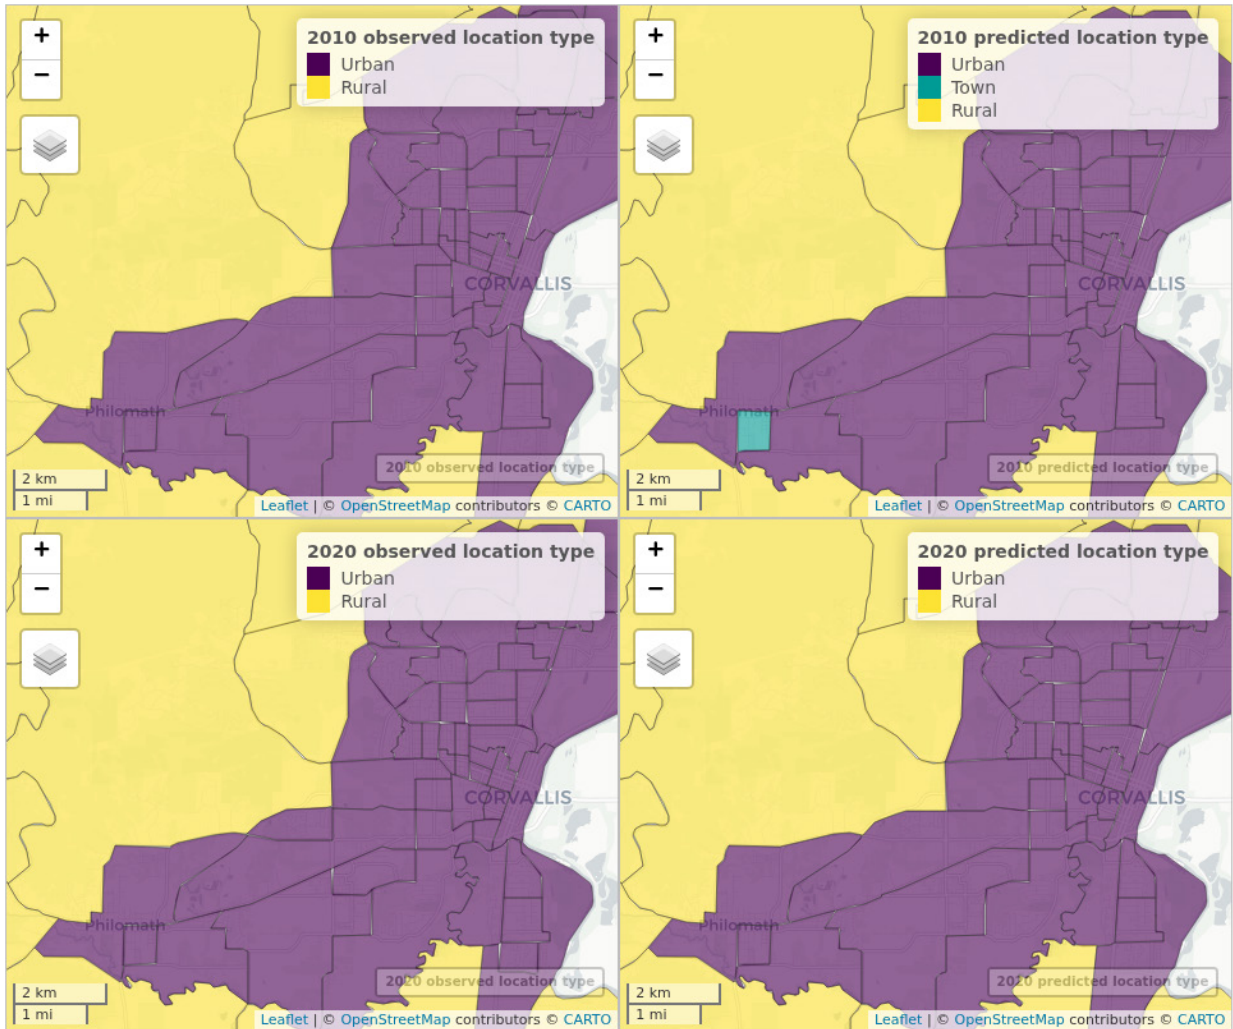 +
−
2010 observed location type
Urban
Rural
CORVALLIS
Philomath
2010 observed location type
2 km
1 mi
Leaflet | © OpenStreetMap contributors © CARTO
+
−
2010 predicted location type
Urban
Town
Rural
CORVALLIS
Philomath
2010 predicted location type
2 km
1 mi
Leaflet | © OpenStreetMap contributors © CARTO
+
−
2020 observed location type
Urban
Rural
CORVALLIS
Philomath
2020 observed location type
2 km
1 mi
Leaflet | © OpenStreetMap contributors © CARTO
+
−
2020 predicted location type
Urban
Rural
CORVALLIS
Philomath
2020 predicted location type
2 km
1 mi
Leaflet | © OpenStreetMap contributors © CARTO